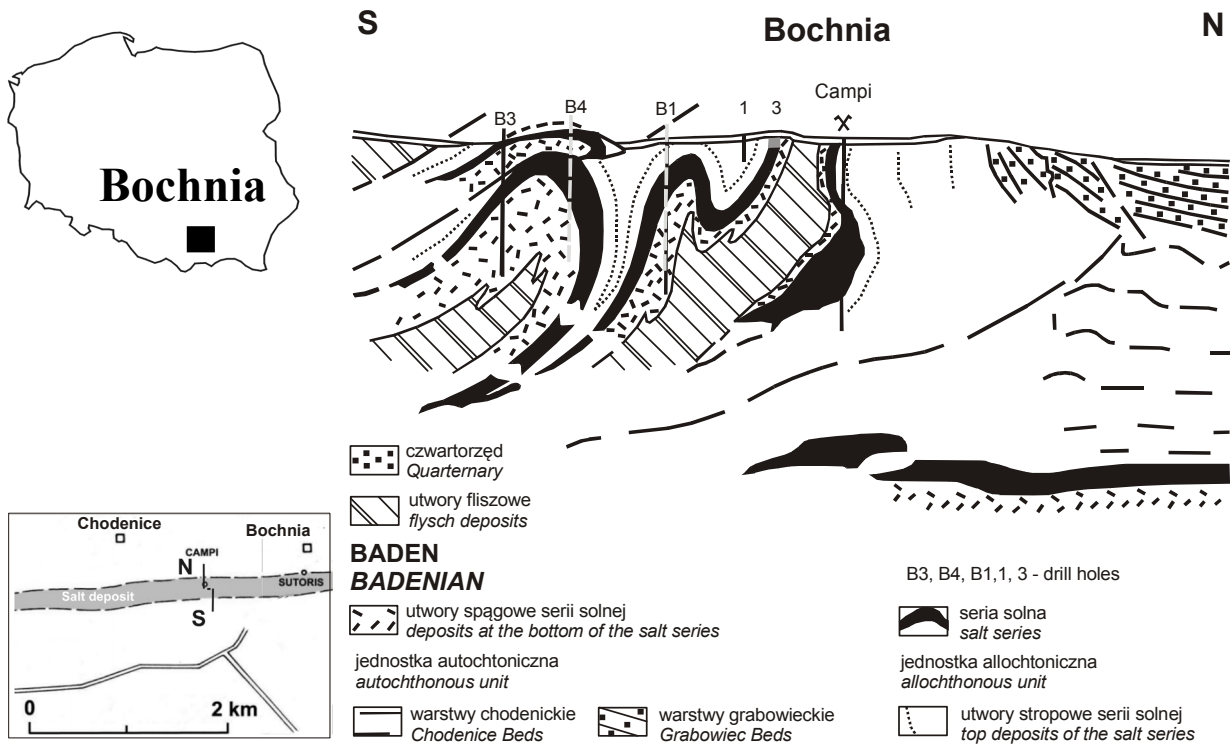 S
Bochnia
N
Campi
B3
B4
B1
1
3
Bochnia
czwartorzęd
Quarternary
utwory fliszowe
flysch deposits
BADEN
BADENIAN
utwory spągowe serii solnej
deposits at the bottom of the salt series
jednostka autochtoniczna
autochthonous unit
warstwy chodenickie
Chodenice Beds
warstwy grabowieckie
Grabowiec Beds
B3, B4, B1,1, 3 - drill holes
seria solna
salt series
jednostka allochtoniczna
allochthonous unit
utwory stropowe serii solnej
top deposits of the salt series
Chodenice
Bochnia
CAMPI
N
SUTORIS
Salt deposit
S
0
2 km